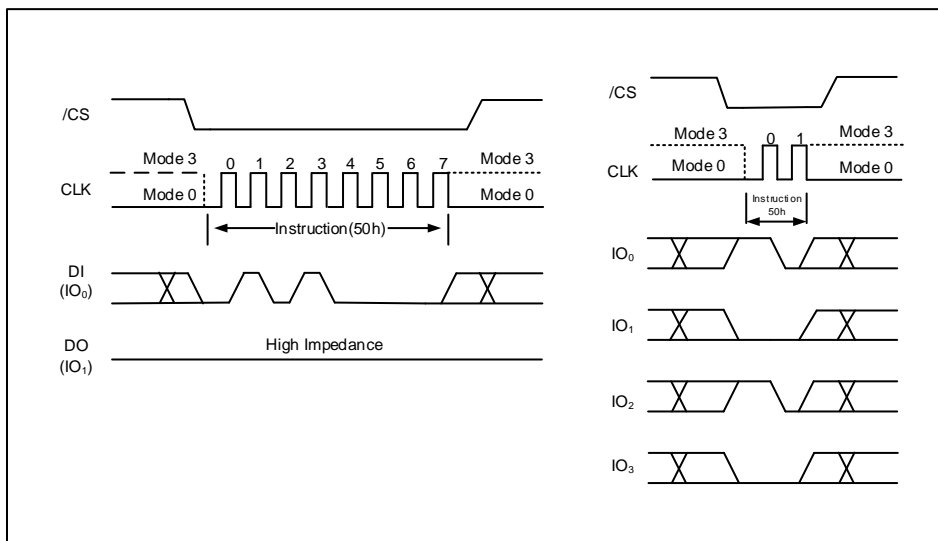 /CS
Mode 3
0 1 2 3 4 5 6 7
Mode 3
CLK
Mode 0
Mode 0
Instruction(50h)
DI
(IO0)
DO
(IO1)
High Impedance
/CS
Mode 3
0 1
Mode 3
CLK
Mode 0
Mode 0
Instruction
50h
IO0
IO1
IO2
IO3